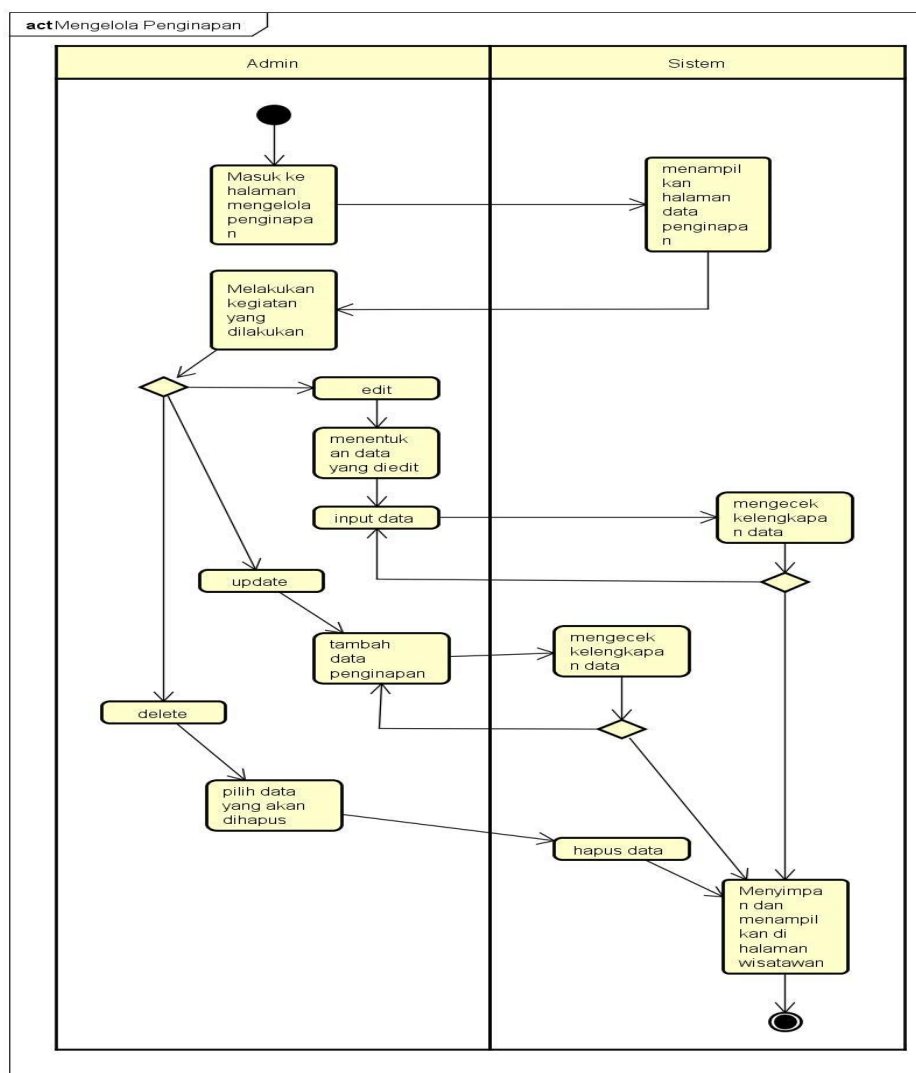 act Mengelola Penginapan
Admin
Sistem
Masuk ke
halaman
mengelola
penginapa
n
menampil
kan
halaman
data
penginapa
n
Melakukan
kegiatan
yang
dilakukan
edit
menentuk
an data
yang diedit
input data
mengecek
kelengkapa
n data
update
tambah
data
penginapan
mengecek
kelengkapa
n data
delete
pilih data
yang akan
dihapus
hapus data
Menyimpa
n dan
menampil
kan di
halaman
wisatawan